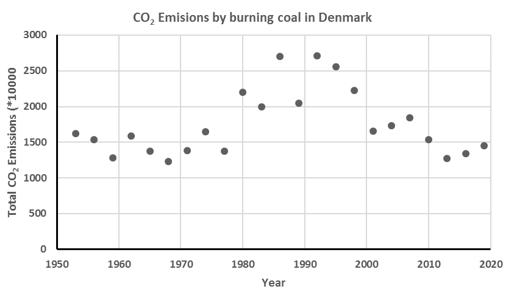 CO₂ Emisions by burning coal in Denmark
Total CO₂ Emissions (*10000
3000
2500
2000
1500
1000
500
0
1950 1960 1970 1980 1990 2000 2010 2020
Year